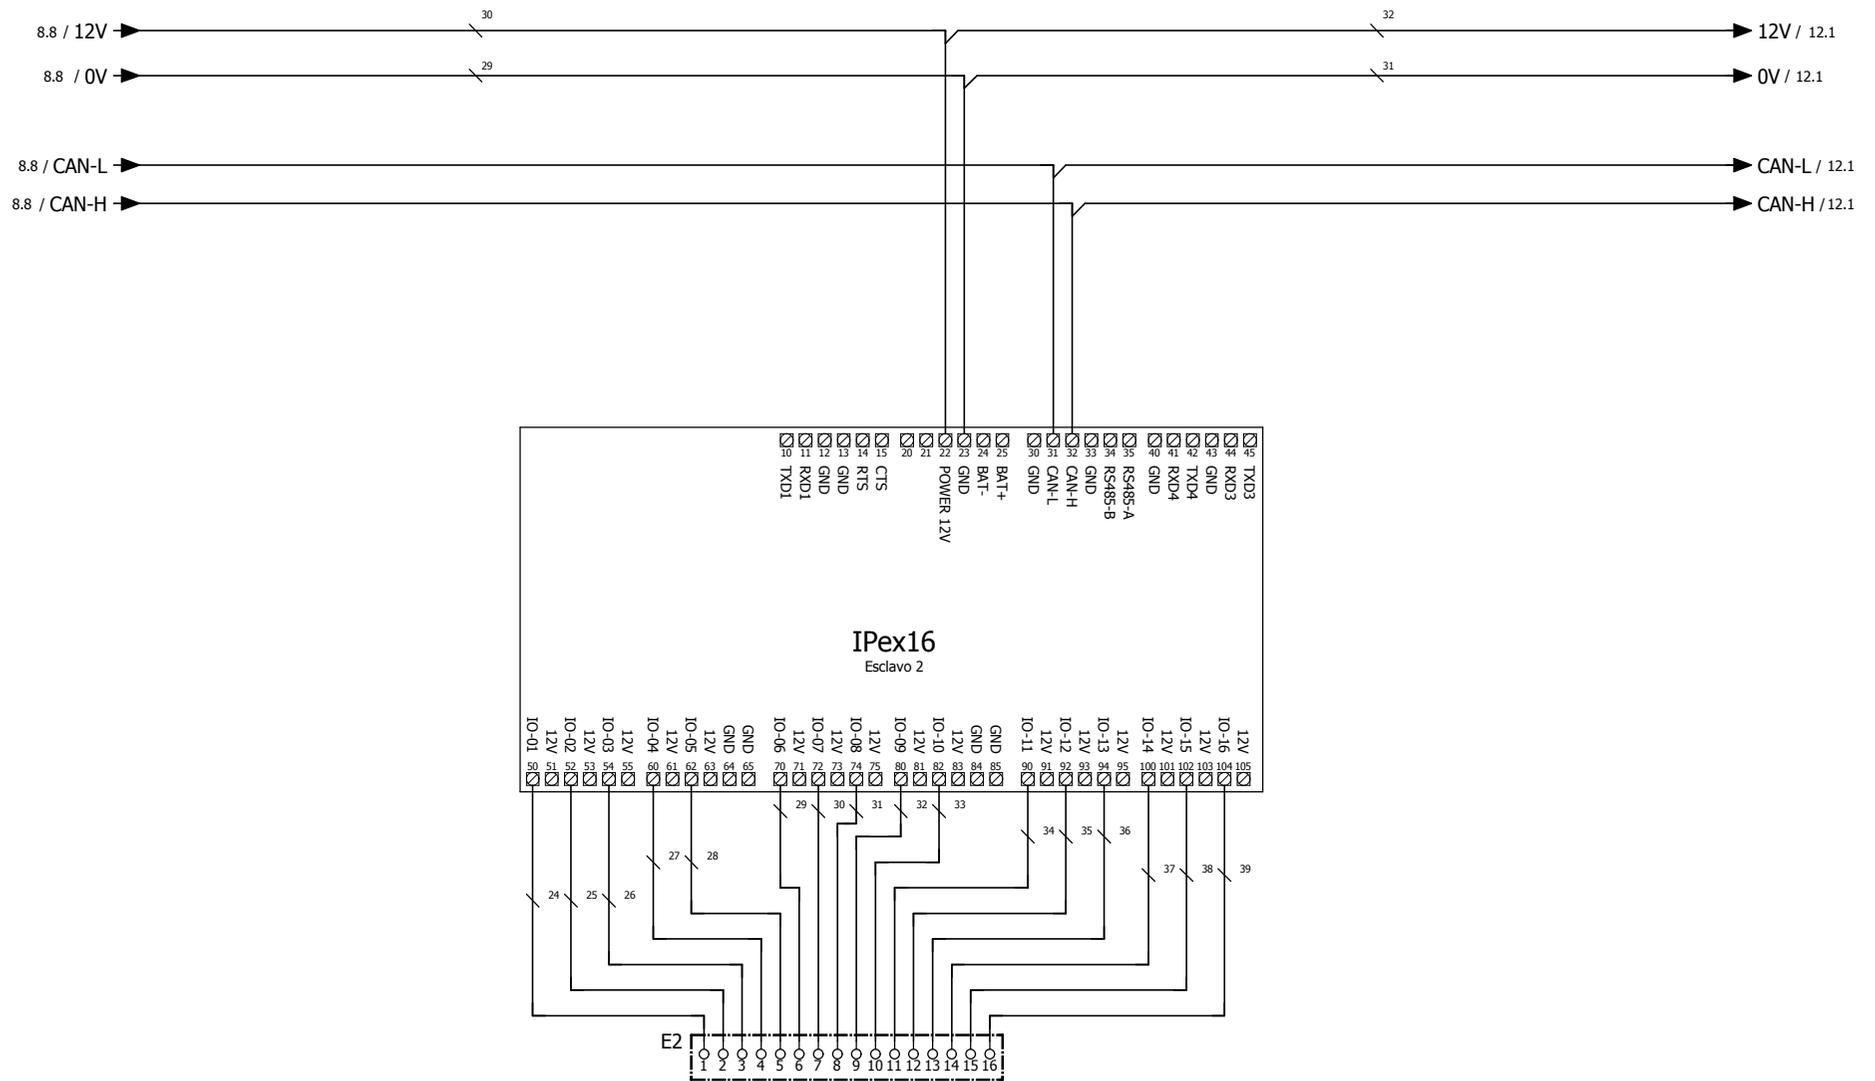 30
32
8.8 / 12V
12V / 12.1
29
31
8.8 / 0V
0V / 12.1
8.8 / CAN-L
CAN-L / 12.1
8.8 / CAN-H
CAN-H / 12.1
10 11 12 13 14 15 20 21 22 23 24 25 30 31 32 33 34 35 40 41 42 43 44 45
TXD1
RXD1
GND
GND
RTS
CTS
POWER 12V
GND
BAT-
BAT+
GND
CAN-L
CAN-H
GND
RS485-B
RS485-A
GND
RXD4
TXD4
GND
RXD3
TXD3
IPex16
Esclavo 2
IO-01
12V
IO-02
12V
IO-03
12V
IO-04
12V
IO-05
12V
GND
GND
IO-06
12V
IO-07
12V
IO-08
12V
IO-09
12V
IO-10
12V
GND
GND
IO-11
12V
IO-12
12V
IO-13
12V
IO-14
12V
IO-15
12V
IO-16
12V
50 51 52 53 54 55 60 61 62 63 64 65 70 71 72 73 74 75 80 81 82 83 84 85 90 91 92 93 94 95 100 101 102 103 104 105
29 30 31 32 33
34 35 36
27 28
37 38 39
24 25 26
E2
1 2 3 4 5 6 7 8 9 10 11 12 13 14 15 16